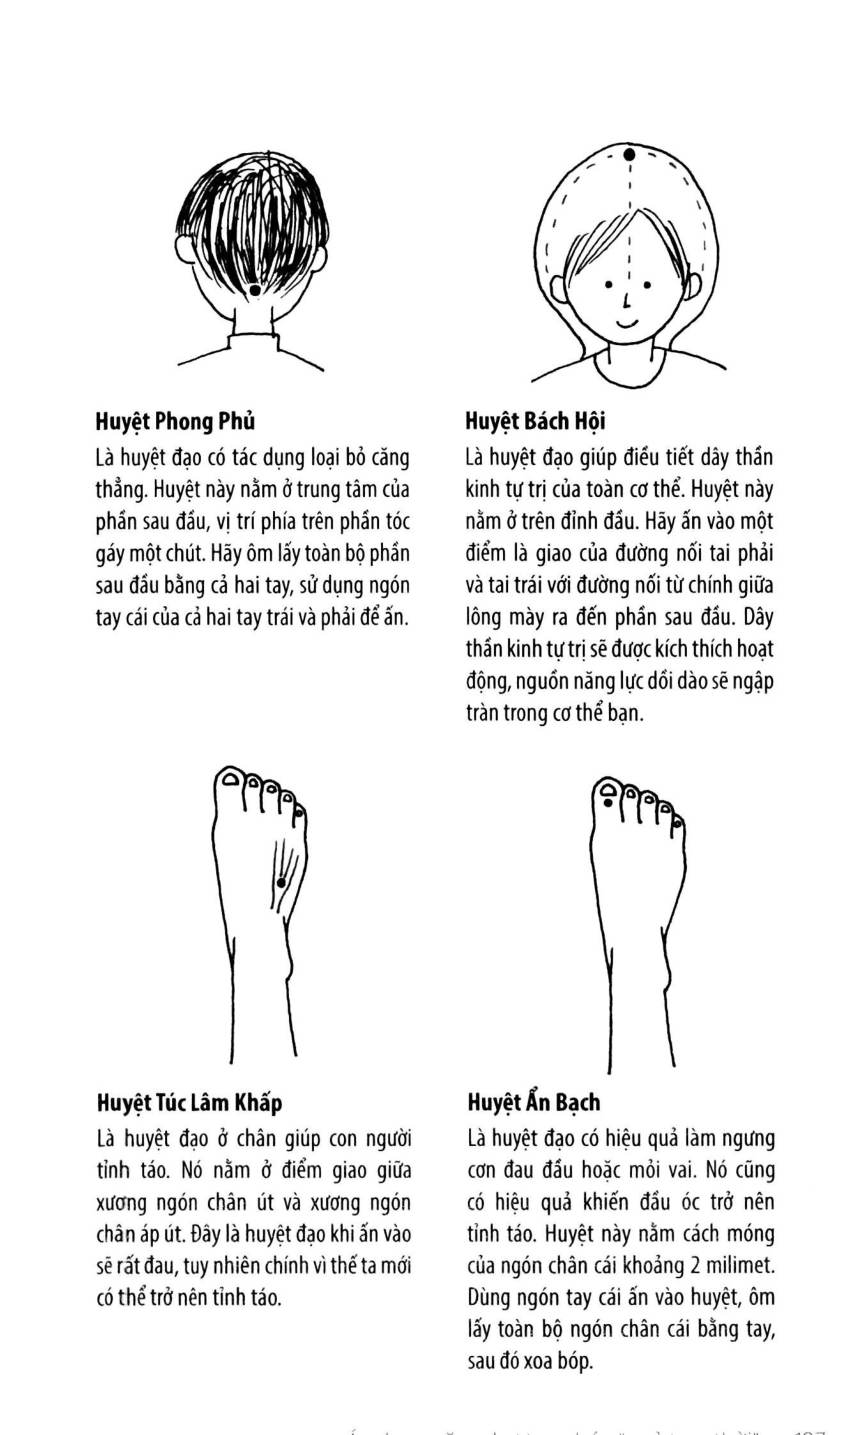 Huyệt Phong Phủ
Là huyệt đạo có tác dụng loại bỏ căng
thẳng. Huyệt này nằm ở trung tâm của
phần sau đầu, vị trí phía trên phần tóc
gáy một chút. Hãy ôm lấy toàn bộ phần
sau đầu bằng cả hai tay, sử dụng ngón
tay cái của cả hai tay trái và phải để ấn.
Huyệt Bách Hội
Là huyệt đạo giúp điều tiết dây thần
kinh tự trị của toàn cơ thể. Huyệt này
nằm ở trên đỉnh đầu. Hãy ấn vào một
điểm là giao của đường nối tai phải
và tai trái với đường nối từ chính giữa
lông mày ra đến phần sau đầu. Dây
thần kinh tự trị sẽ được kích thích hoạt
động, nguồn năng lực dồi dào sẽ ngập
tràn trong cơ thể bạn.
Huyệt Túc Lâm Khấp
Là huyệt đạo ở chân giúp con người
tỉnh táo. Nó nằm ở điểm giao giữa
xương ngón chân út và xương ngón
chân áp út. Đây là huyệt đạo khi ấn vào
sẽ rất đau, tuy nhiên chính vì thế ta mới
có thể trở nên tỉnh táo.
Huyệt Ẩn Bạch
Là huyệt đạo có hiệu quả làm ngưng
cơn đau đầu hoặc mỏi vai. Nó cũng
có hiệu quả khiến đầu óc trở nên
tỉnh táo. Huyệt này nằm cách móng
của ngón chân cái khoảng 2 milimet.
Dùng ngón tay cái ấn vào huyệt, ôm
lấy toàn bộ ngón chân cái bằng tay,
sau đó xoa bóp.